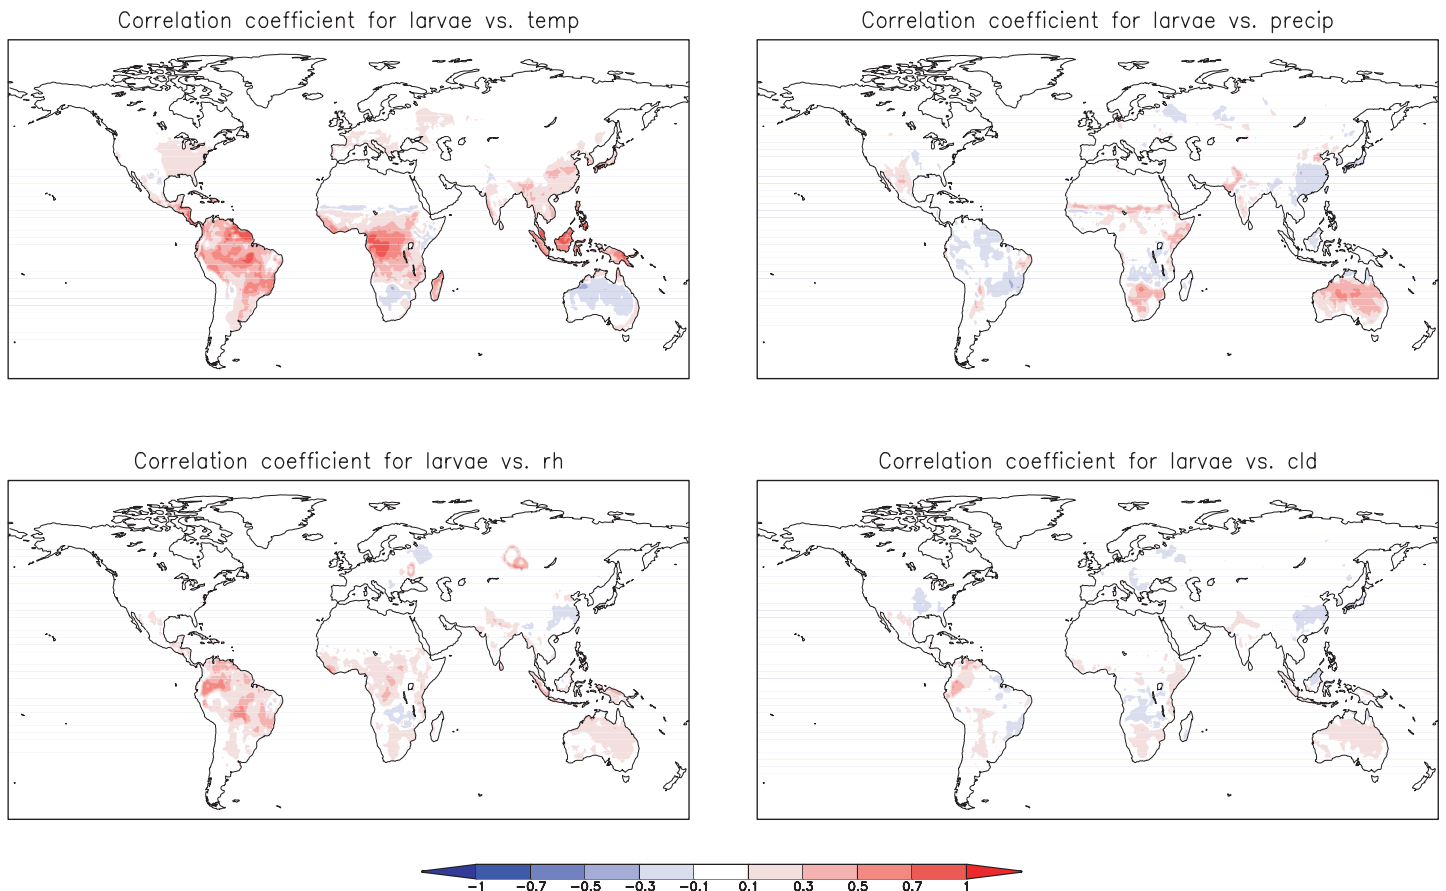 Correlation coefficient for larvae vs. temp
Correlation coefficient for larvae vs. precip
Correlation coefficient for larvae vs. rh
Correlation coefficient for larvae vs. cld
-1 -0.7 -0.5 -0.3 -0.1 0.1 0.3 0.5 0.7 1